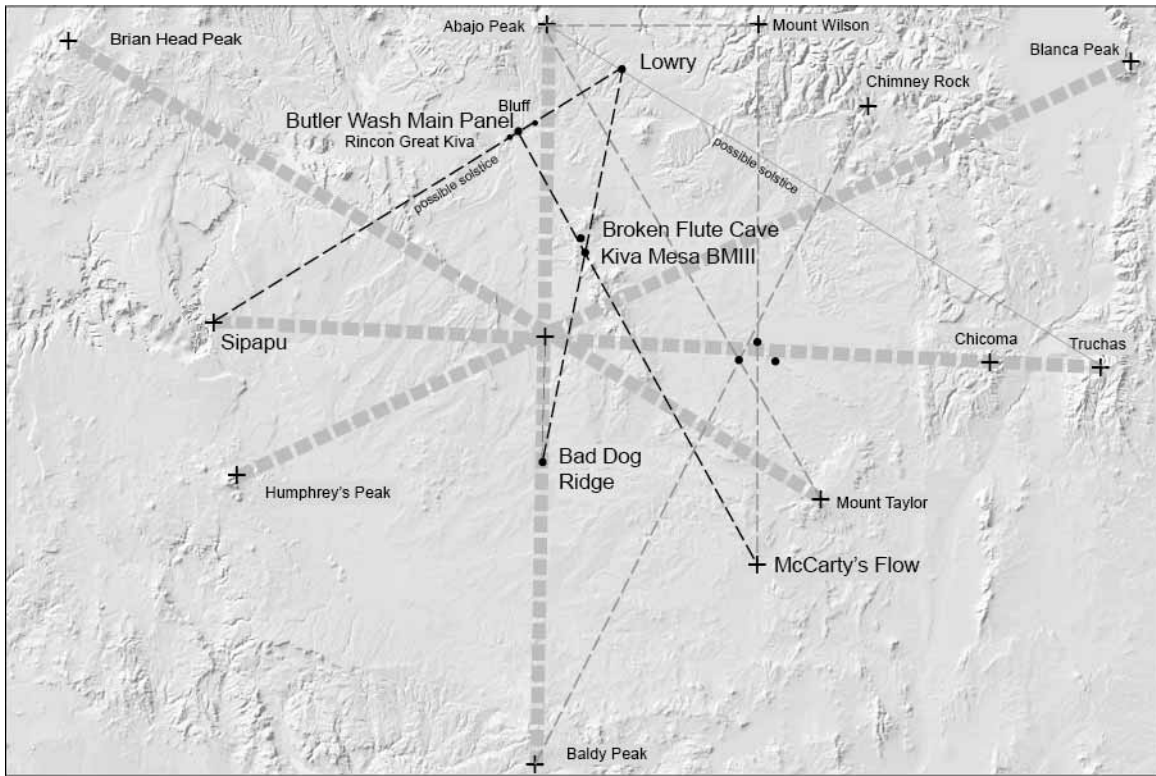 Brian Head Peak
Abajo Peak
Mount Wilson
Blanca Peak
Lowry
Chimney Rock
Bluff
Butler Wash Main Panel
Rincon Great Kiva
possible solstice
possible solstice
Broken Flute Cave
Kiva Mesa BMIII
Sipapu
Chicoma
Truchas
Bad Dog
Ridge
Humphrey's Peak
Mount Taylor
McCarty's Flow
Baldy Peak